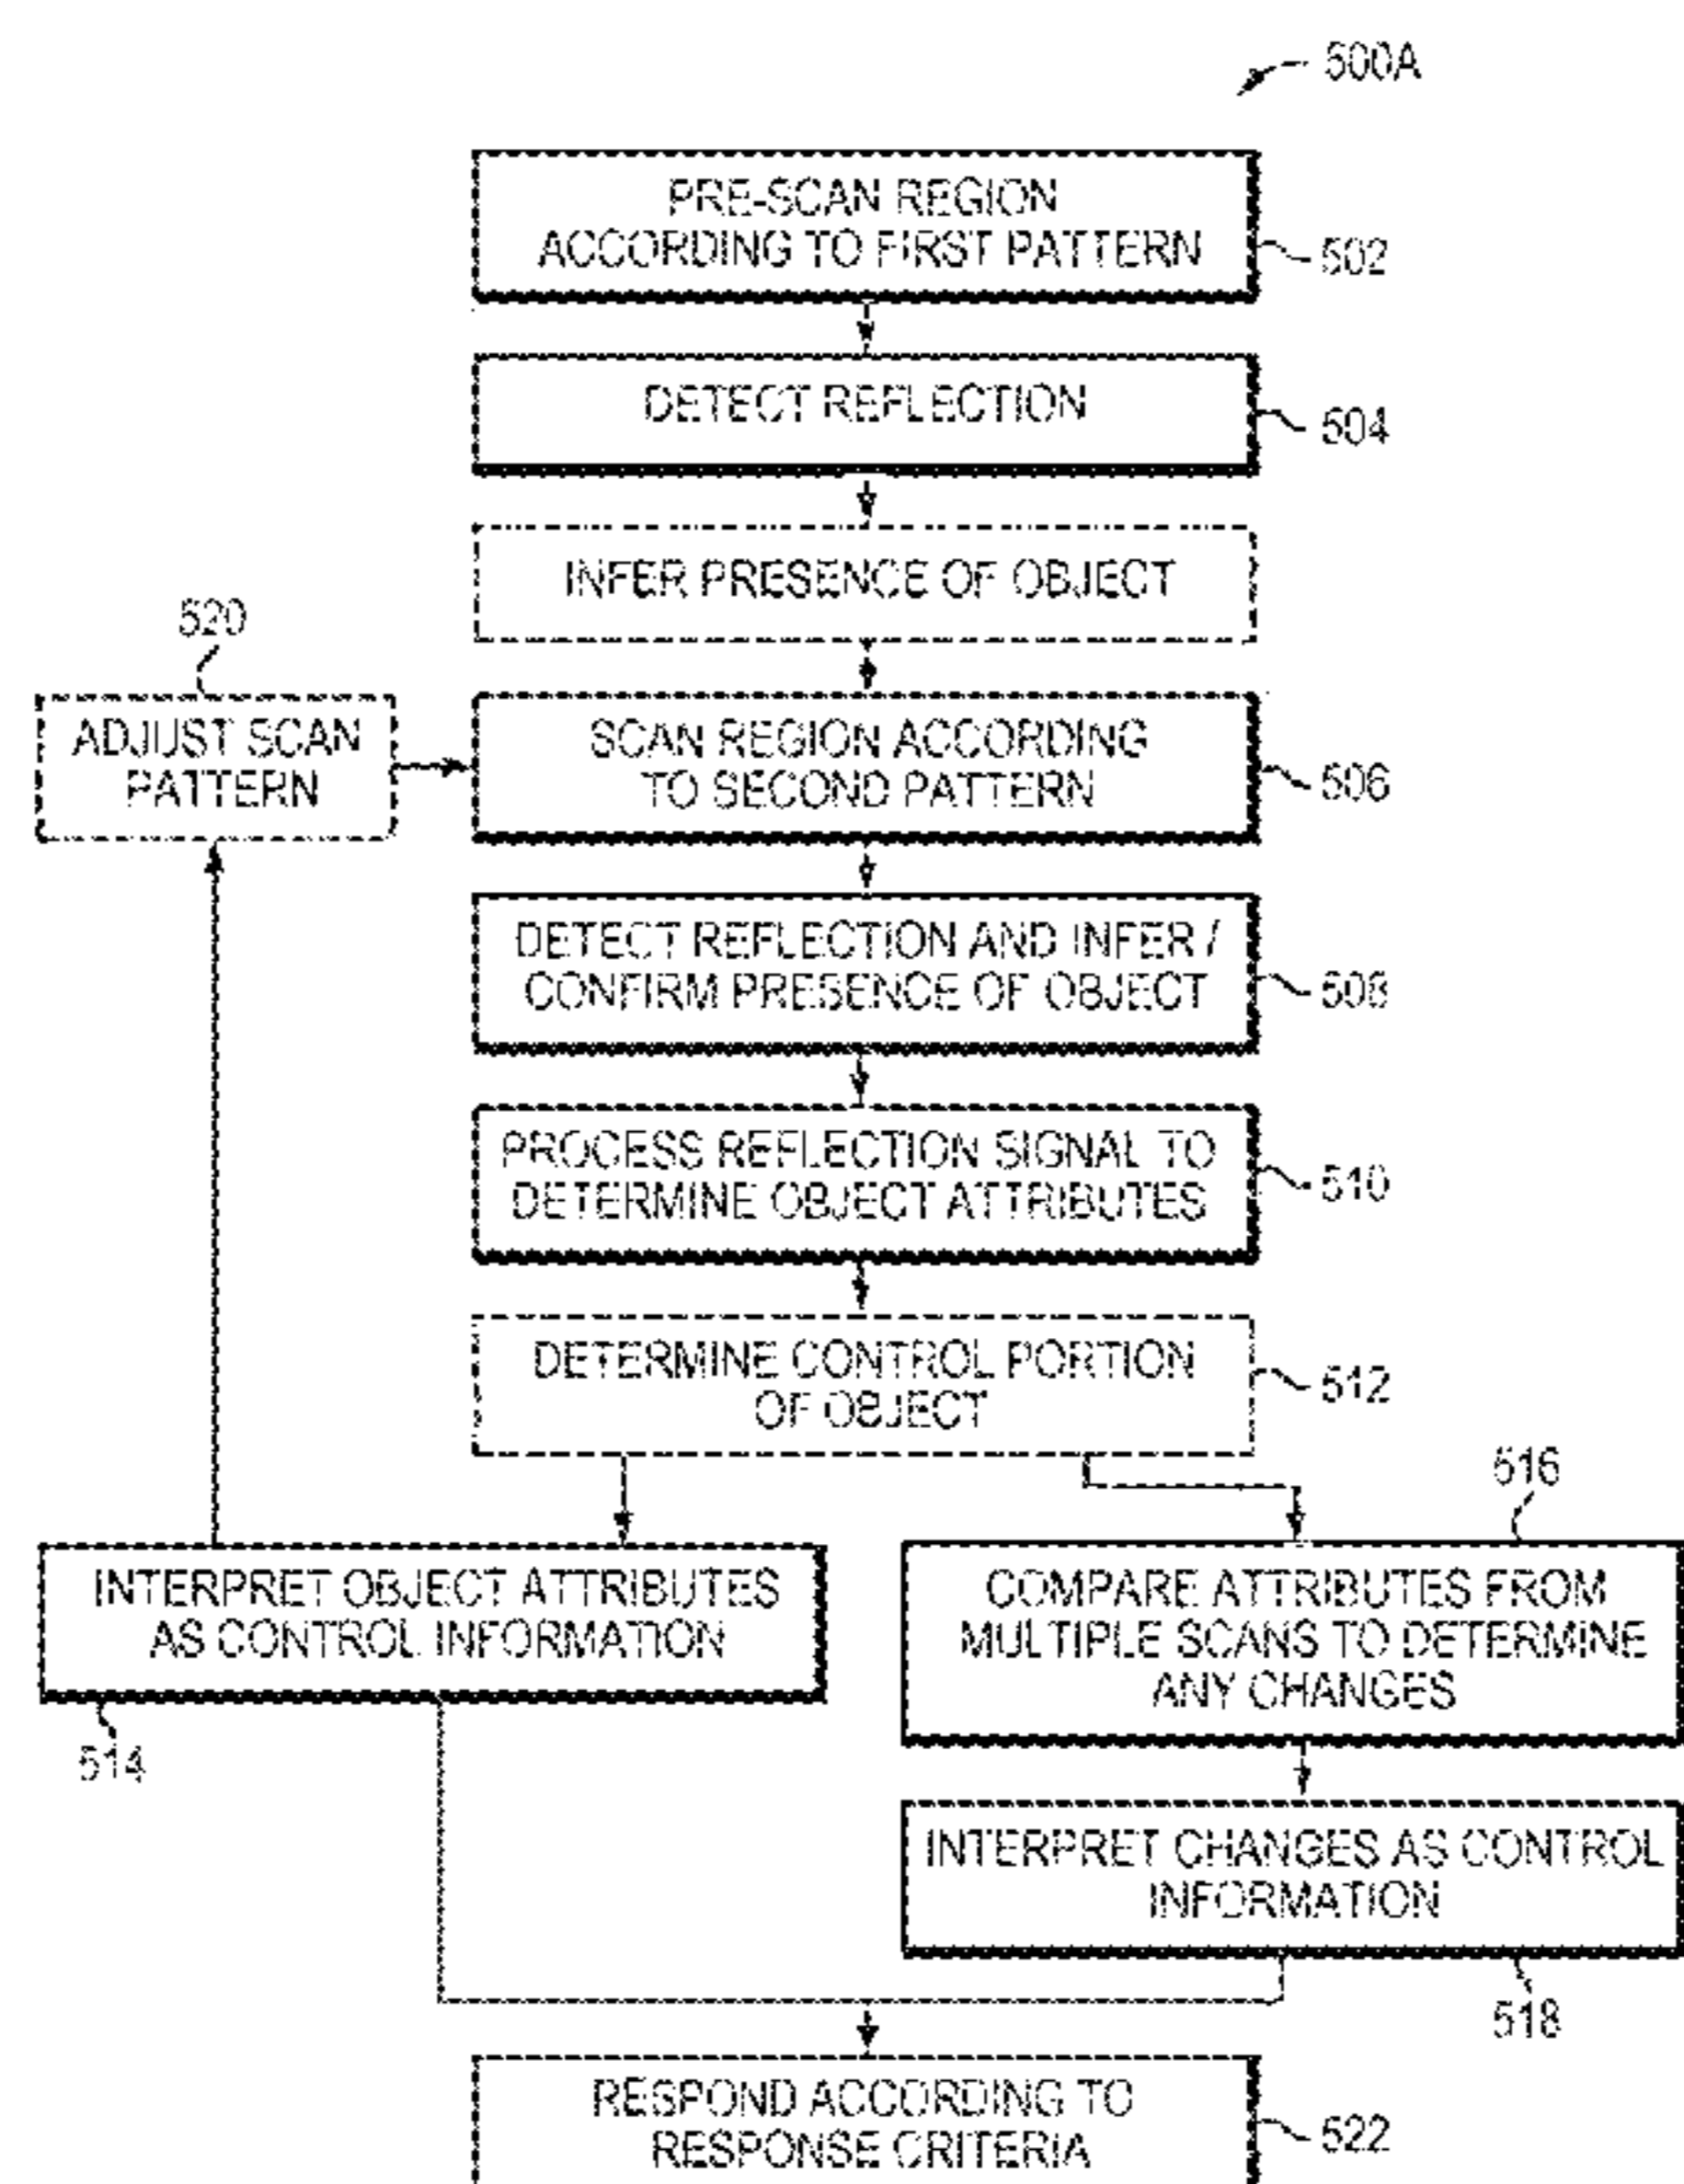 500A
PRE-SCAN REGION
ACCORDING TO FIRST PATTERN
502
DETECT REFLECTION
504
INFER PRESENCE OF OBJECT
520
ADJUST SCAN
PATTERN
SCAN REGION ACCORDING
TO SECOND PATTERN
506
DETECT REFLECTION AND INFER /
CONFIRM PRESENCE OF OBJECT
508
PROCESS REFLECTION SIGNAL TO
DETERMINE OBJECT ATTRIBUTES
510
DETERMINE CONTROL PORTION
OF OBJECT
512
516
INTERPRET OBJECT ATTRIBUTES
AS CONTROL INFORMATION
514
COMPARE ATTRIBUTES FROM
MULTIPLE SCANS TO DETERMINE
ANY CHANGES
INTERPRET CHANGES AS CONTROL
INFORMATION
518
RESPOND ACCORDING TO
RESPONSE CRITERIA
522